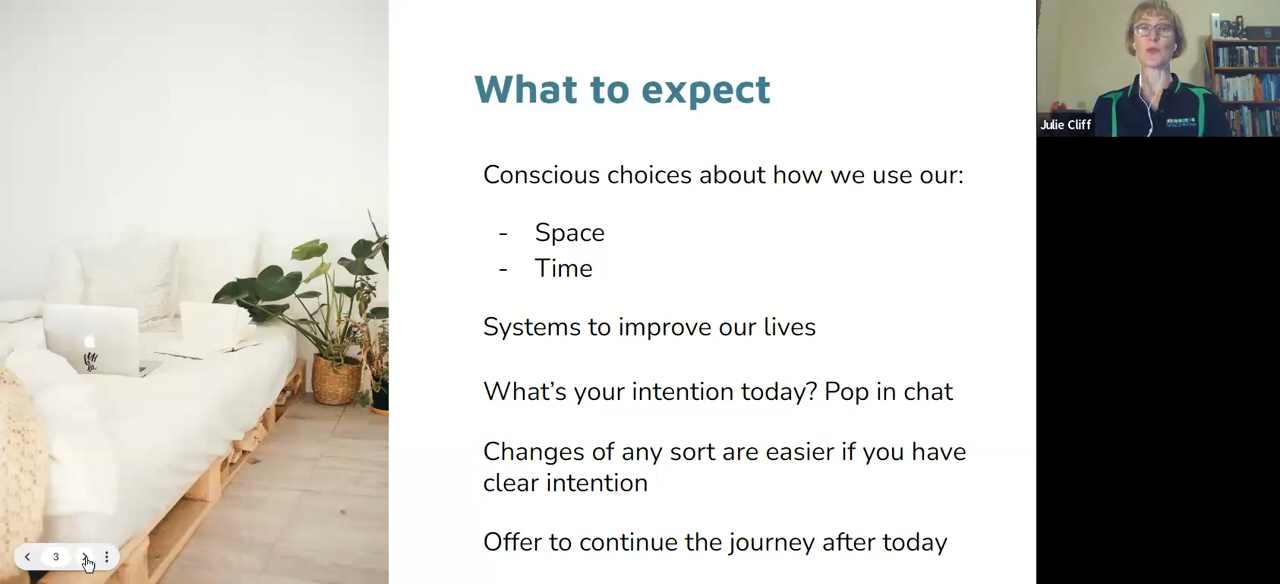 What to expect
Conscious choices about how we use our:
- Space
- Time
Systems to improve our lives
What's your intention today? Pop in chat
Changes of any sort are easier if you have
clear intention
Offer to continue the journey after today
Julie Cliff
3